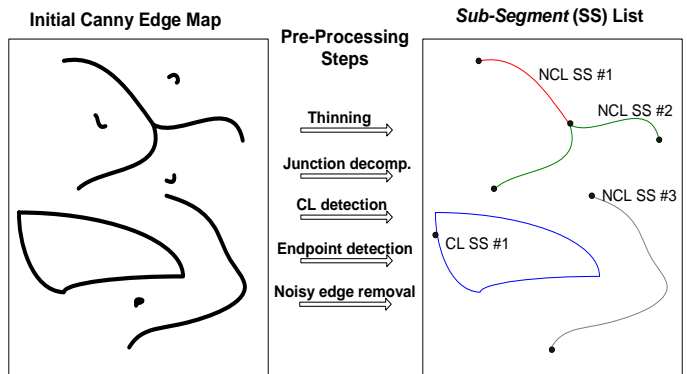 Initial Canny Edge Map
Pre-Processing
Steps
Thinning
Junction decomp.
CL detection
Endpoint detection
Noisy edge removal
Sub-Segment (SS) List
NCL SS #1
NCL SS #2
NCL SS #3
CL SS #1